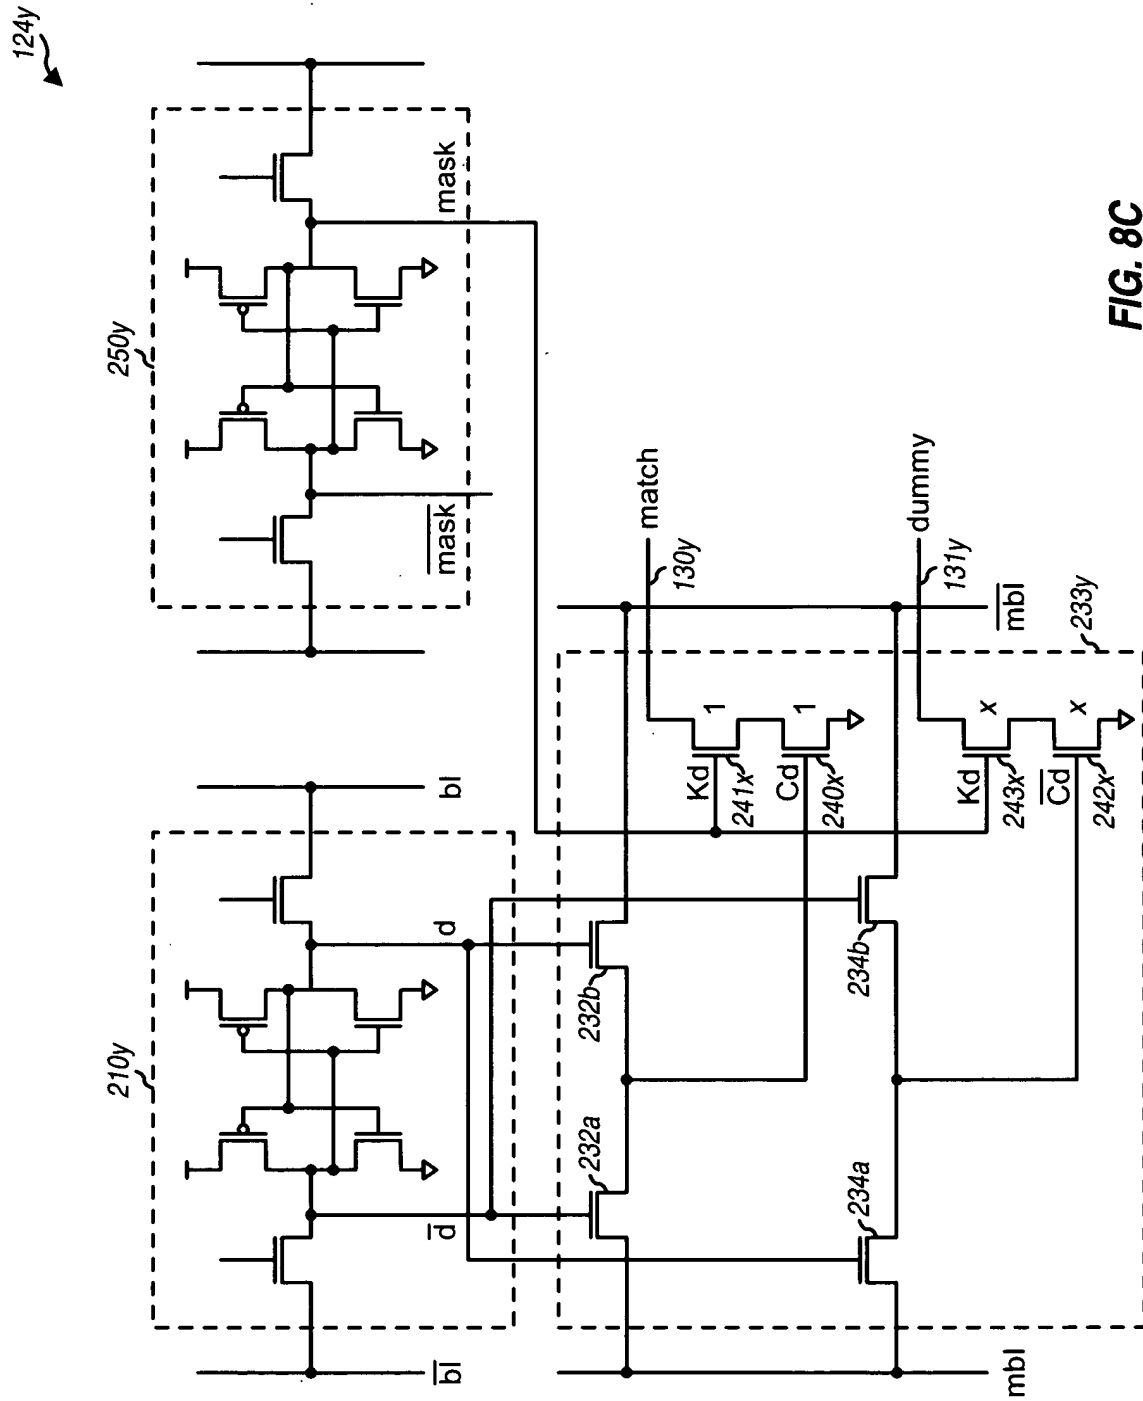 124y
250y
mask
mask
210y
bl
bl
d
d
match
130y
dummy
131y
mbl
233y
232b
232a
234b
234a
Kd
1
241x
Cd
1
240x
Kd
x
243x
Cd
x
242x
mbl
FIG. 8C